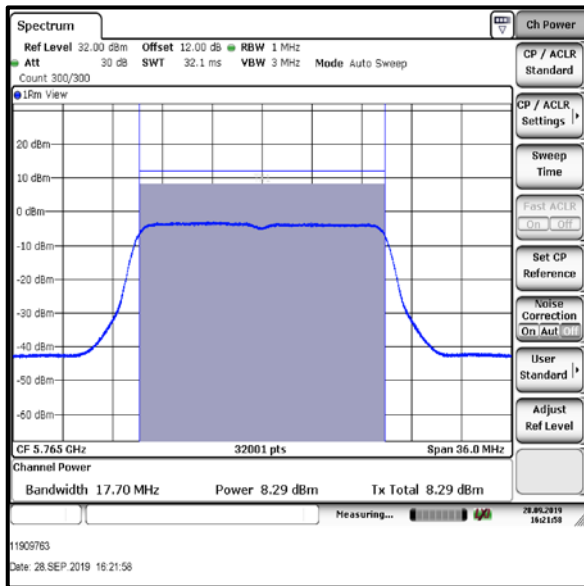 Spectrum
Ch Power
Ref Level 32.00 dBm Offset 12.00 dB RBW 1 MHz
Att 30 dB SWT 32.1 ms VBW 3 MHz Mode Auto Sweep
Count 300/300
1Rm View
20 dBm
10 dBm
0 dBm
-10 dBm
-20 dBm
-30 dBm
-40 dBm
-50 dBm
-60 dBm
CF 5.765 GHz 32001 pts Span 36.0 MHz
Channel Power
Bandwidth 17.70 MHz Power 8.29 dBm Tx Total 8.29 dBm
CP / ACLR
Standard
CP / ACLR
Settings
Sweep
Time
Fast ACLR
On Off
Set CP
Reference
Noise
Correction
On Aut Off
User
Standard
Adjust
Ref Level
Measuring...
28.09.2019
16:21:58
11909763
Date: 28.SEP.2019 16:21:58